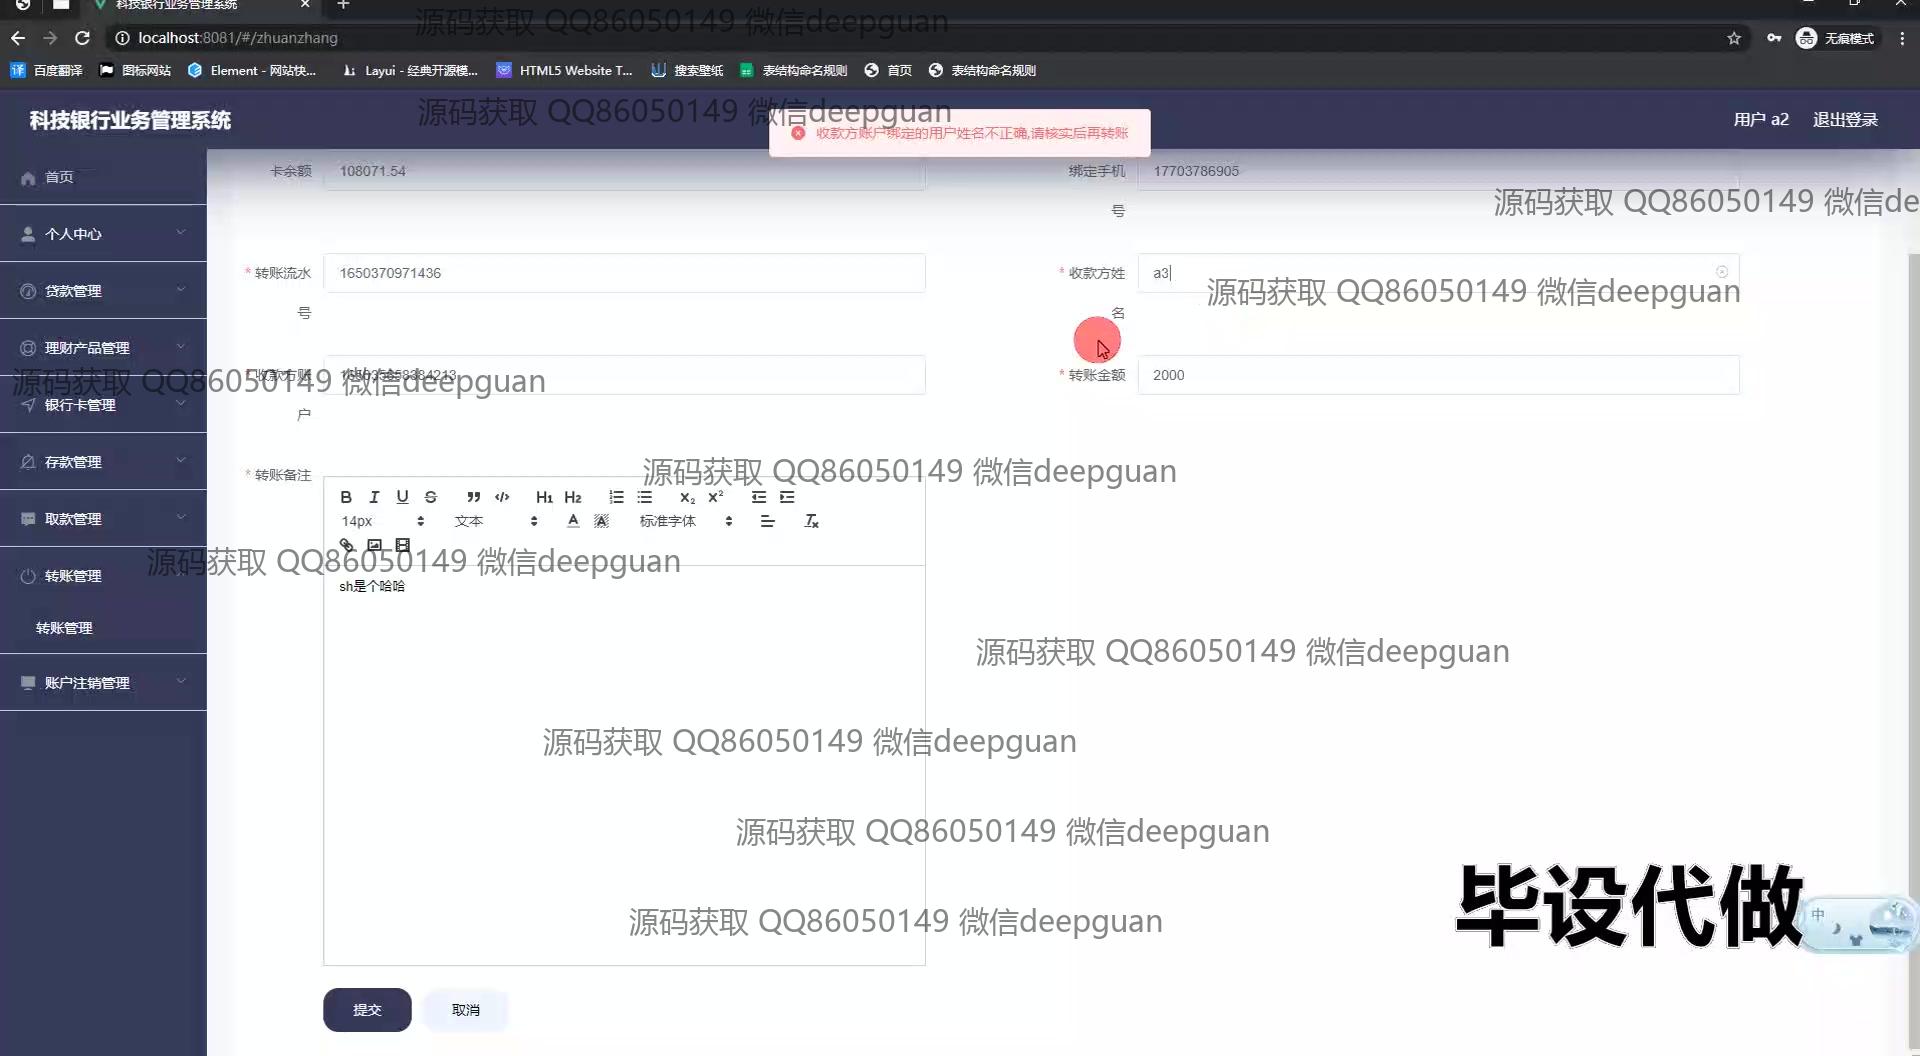 科技银行业务管理系统
源码获取 QQ86050149 微信deepguan
localhost:8081/#/zhuanzhang
无痕模式
百度翻译
图标网站
Element - 网站快...
Layui - 经典开源模...
HTML5 Website T...
搜索壁纸
表结构命名规则
首页
表结构命名规则
科技银行业务管理系统
源码获取 QQ86050149 微信deepguan
收款方账户绑定的用户姓名不正确,请核实后再转账
用户 a2
退出登录
首页
个人中心
贷款管理
理财产品管理
银行卡管理
存款管理
取款管理
转账管理
转账管理
账户注销管理
卡余额
108071.54
绑定手机
号
17703786905
源码获取 QQ86050149 微信de
* 转账流水
号
1650370971436
* 收款方姓
名
a3
源码获取 QQ86050149 微信deepguan
* 收款方账
户
源码获取 QQ86050149 微信deepguan
* 转账金额
2000
* 转账备注
源码获取 QQ86050149 微信deepguan
B I U S H1 H2 X2 X2
14px
文本
A
A
标准字体
源码获取 QQ86050149 微信deepguan
sh是个哈哈
源码获取 QQ86050149 微信deepguan
源码获取 QQ86050149 微信deepguan
源码获取 QQ86050149 微信deepguan
源码获取 QQ86050149 微信deepguan
毕设代做
中
提交
取消